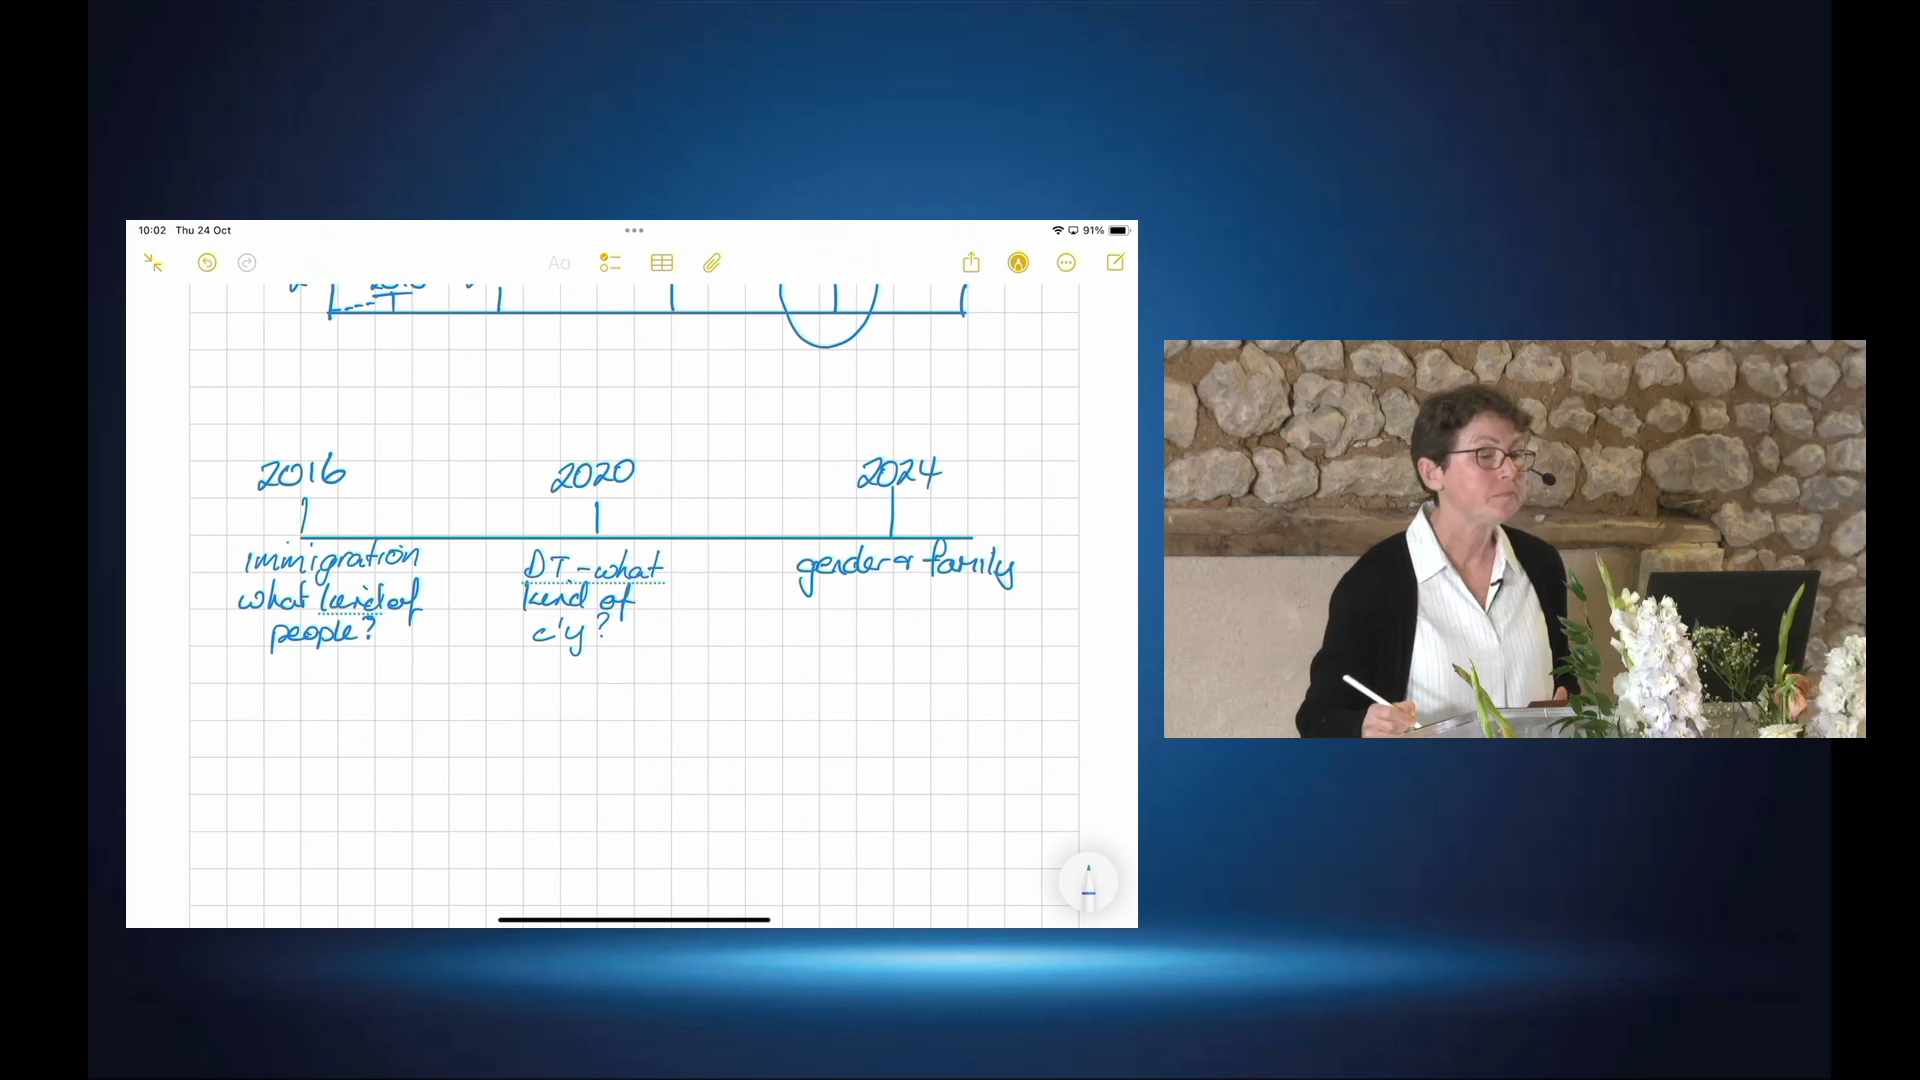 10:02 Thu 24 Oct
91%
Aa
2016 2020 2024
immigration
what kind of
people?
DT - what
kind of
c'y?
gender & family